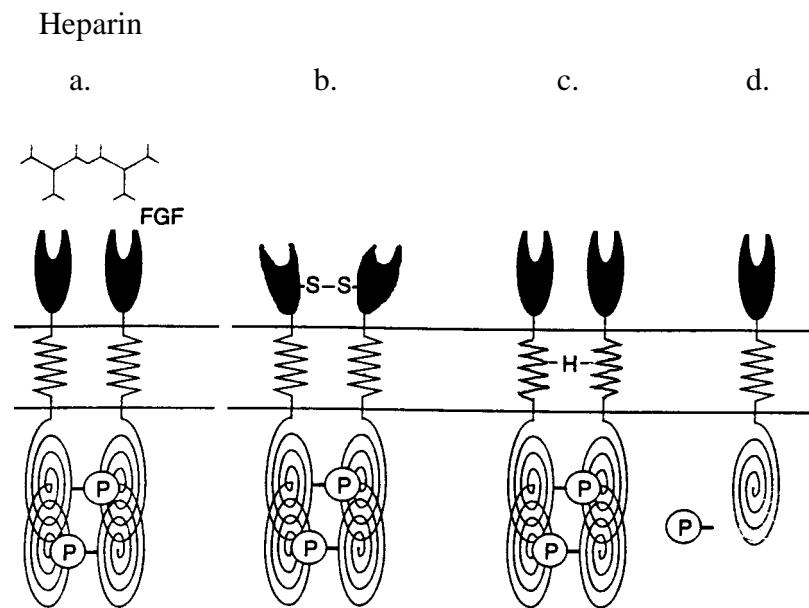 Heparin
a. b. c. d.
FGF
-S-S-
H
P P P
P P P P